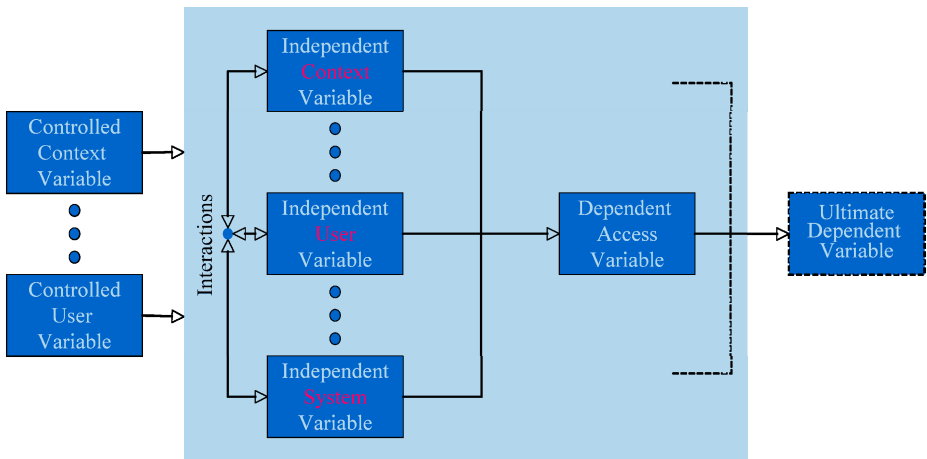 Controlled
Context
Variable
Controlled
User
Variable
Interactions
Independent
Context
Variable
Independent
User
Variable
Independent
System
Variable
Dependent
Access
Variable
Ultimate
Dependent
Variable